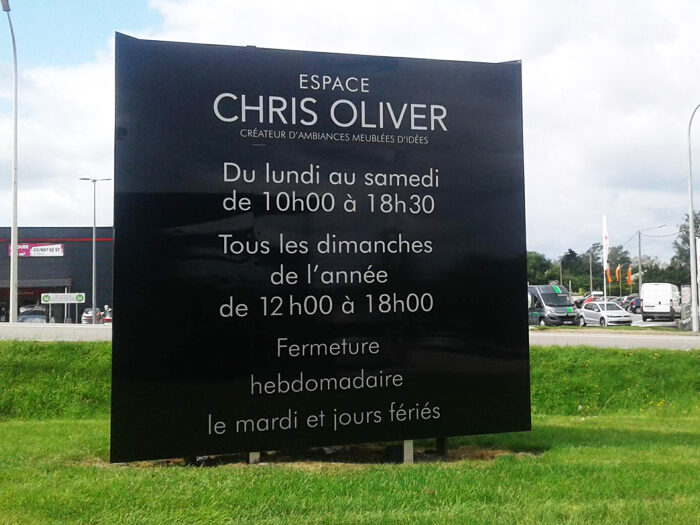 ESPACE
CHRIS OLIVER
CRÉATEUR D'AMBIANCES MEUBLÉES D'IDÉES
Du lundi au samedi
de 10h00 à 18h30
Tous les dimanches
de l'année
de 12h00 à 18h00
Fermeture
hebdomadaire
le mardi et jours fériés